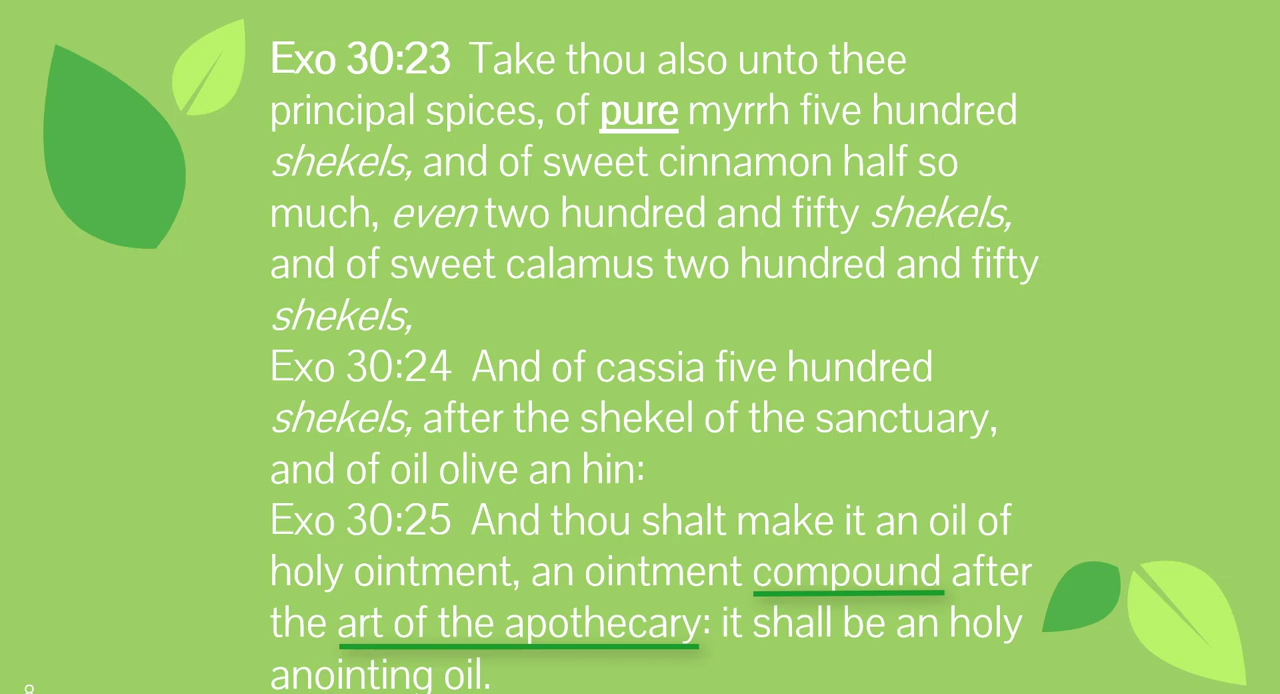 Exo 30:23 Take thou also unto thee
principal spices, of pure myrrh five hundred
shekels, and of sweet cinnamon half so
much, even two hundred and fifty shekels,
and of sweet calamus two hundred and fifty
shekels,
Exo 30:24 And of cassia five hundred
shekels, after the shekel of the sanctuary,
and of oil olive an hin:
Exo 30:25 And thou shalt make it an oil of
holy ointment, an ointment compound after
the art of the apothecary: it shall be an holy
anointing oil.